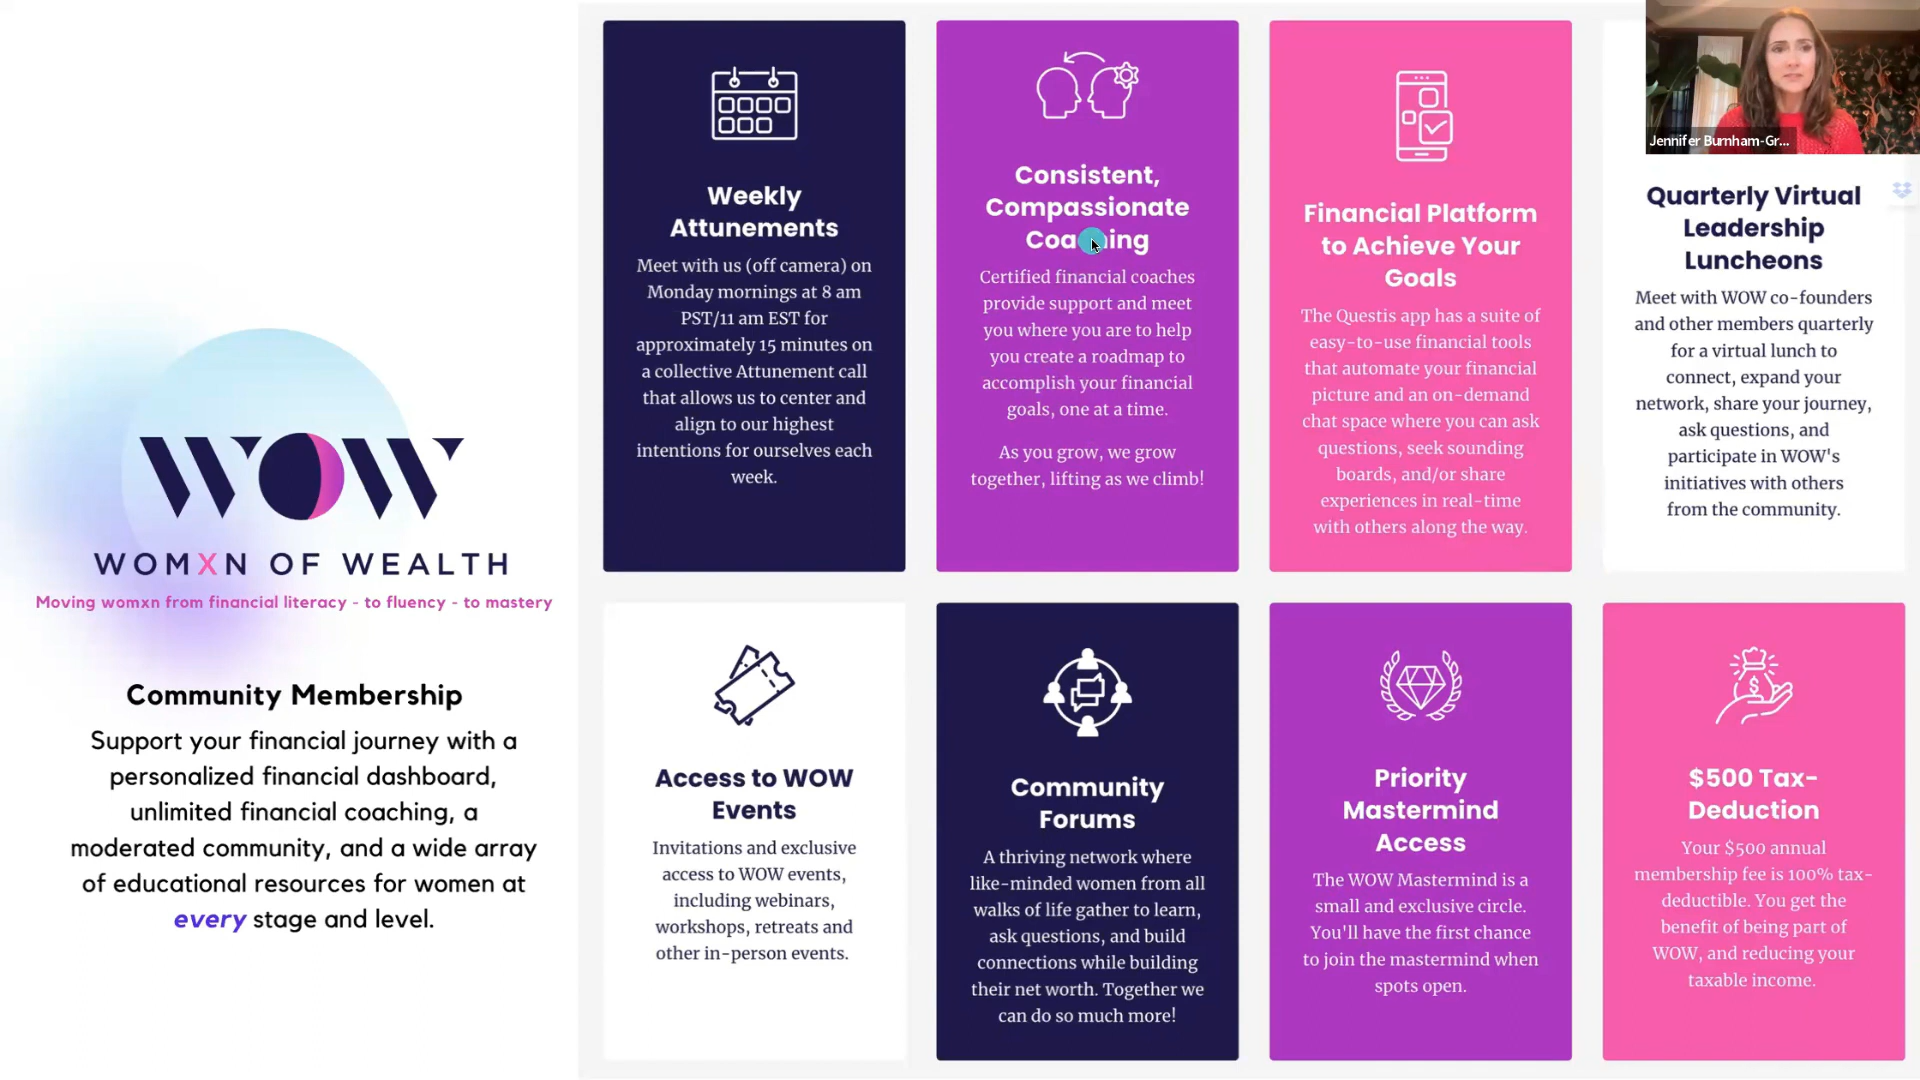 WOW
WOMXN OF WEALTH
Moving womxn from financial literacy - to fluency - to mastery
Community Membership
Support your financial journey with a
personalized financial dashboard,
unlimited financial coaching, a
moderated community, and a wide array
of educational resources for women at
every stage and level.
Weekly
Attunements
Meet with us (off camera) on
Monday mornings at 8 am
PST/11 am EST for
approximately 15 minutes on
a collective Attunement call
that allows us to center and
align to our highest
intentions for ourselves each
week.
Consistent,
Compassionate
Coaching
Certified financial coaches
provide support and meet
you where you are to help
you create a roadmap to
accomplish your financial
goals, one at a time.
As you grow, we grow
together, lifting as we climb!
Financial Platform
to Achieve Your
Goals
The Questis app has a suite of
easy-to-use financial tools
that automate your financial
picture and an on-demand
chat space where you can ask
questions, seek sounding
boards, and/or share
experiences in real-time
with others along the way.
Jennifer Burnham-Gr...
Quarterly Virtual
Leadership
Luncheons
Meet with WOW co-founders
and other members quarterly
for a virtual lunch to
connect, expand your
network, share your journey,
ask questions, and
participate in WOW's
initiatives with others
from the community.
Access to WOW
Events
Invitations and exclusive
access to WOW events,
including webinars,
workshops, retreats and
other in-person events.
Community
Forums
A thriving network where
like-minded women from all
walks of life gather to learn,
ask questions, and build
connections while building
their net worth. Together we
can do so much more!
Priority
Mastermind
Access
The WOW Mastermind is a
small and exclusive circle.
You'll have the first chance
to join the mastermind when
spots open.
$500 Tax-
Deduction
Your $500 annual
membership fee is 100% tax-
deductible. You get the
benefit of being part of
WOW, and reducing your
taxable income.